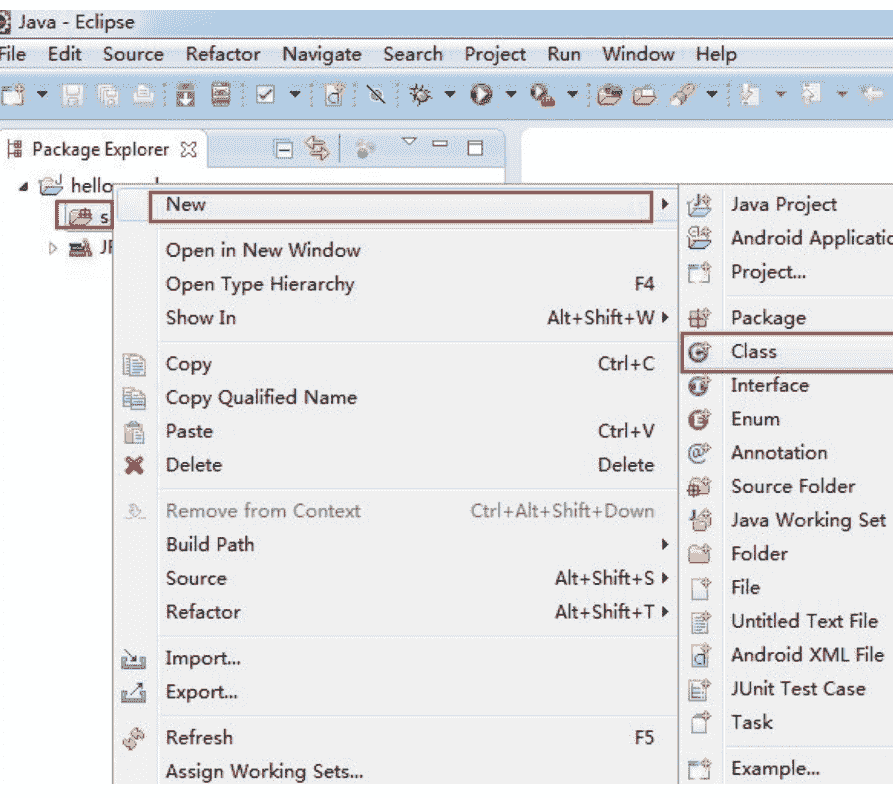 Java - Eclipse
File Edit Source Refactor Navigate Search Project Run Window Help
Package Explorer
hello
s
New
Open in New Window
Open Type Hierarchy F4
Show In Alt+Shift+W
Copy Ctrl+C
Copy Qualified Name
Paste Ctrl+V
Delete Delete
Remove from Context Ctrl+Alt+Shift+Down
Build Path
Source Alt+Shift+S
Refactor Alt+Shift+T
Import...
Export...
Refresh F5
Assign Working Sets...
Java Project
Android Applicatio
Project...
Package
Class
Interface
Enum
Annotation
Source Folder
Java Working Set
Folder
File
Untitled Text File
Android XML File
JUnit Test Case
Task
Example...